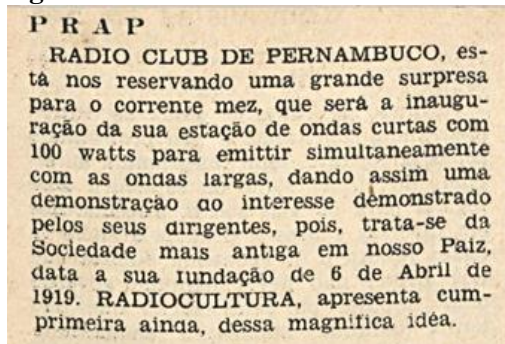 P R A P
RADIO CLUB DE PERNAMBUCO, es-
tá nos reservando uma grande surpresa
para o corrente mez, que será a inaugu-
ração da sua estação de ondas curtas com
100 watts para emittir simultaneamente
com as ondas largas, dando assim uma
demonstração do interesse demonstrado
pelos seus dirigentes, pois, trata-se da
Sociedade mais antiga em nosso Paiz,
data a sua fundação de 6 de Abril de
1919. RADIOCULTURA, apresenta cum-
primeira ainda, dessa magnifica idéa.